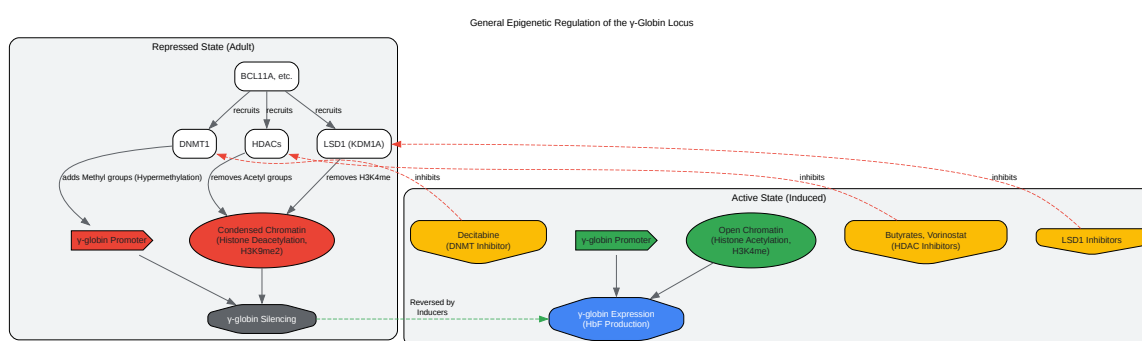 General Epigenetic Regulation of the γ-Globin Locus
Repressed State (Adult)
BCL11A, etc.
recruits
recruits
recruits
DNMT1
HDACs
LSD1 (KDM1A)
adds Methyl groups (Hypermethylation)
removes Acetyl groups
removes H3K4me
inhibits
inhibits
inhibits
γ-globin Promoter
Condensed Chromatin
(Histone Deacetylation,
H3K9me2)
γ-globin Silencing
Active State (Induced)
Decitabine
(DNMT Inhibitor)
γ-globin Promoter
Open Chromatin
(Histone Acetylation,
H3K4me)
Butyrates, Vorinostat
(HDAC Inhibitors)
LSD1 Inhibitors
Reversed by
Inducers
γ-globin Expression
(HbF Production)